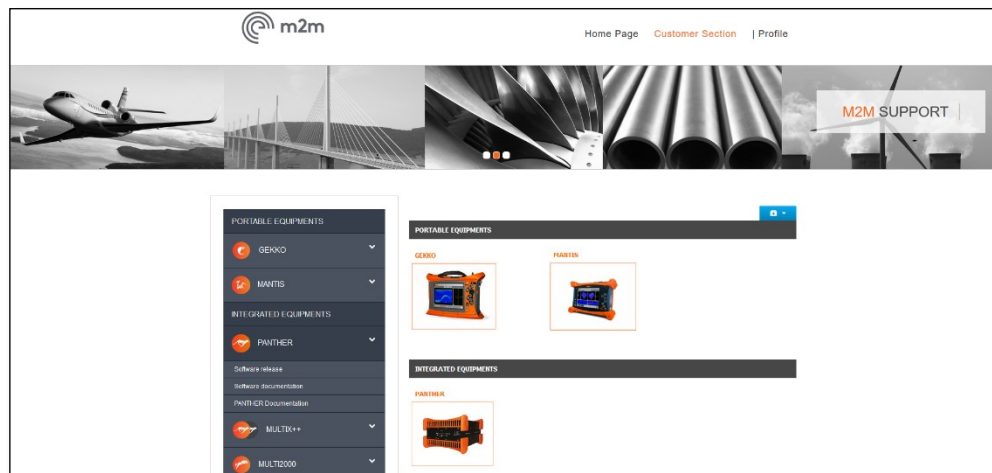 m2m
Home Page Customer Section | Profile
M2M SUPPORT
PORTABLE EQUIPMENTS
GEKKO
MANTIS
INTEGRATED EQUIPMENTS
PANTHER
Software release
Software documentation
PANTHER Documentation
MULTIX++
MULTI2000
PORTABLE EQUIPMENTS
GEKKO MANTIS
INTEGRATED EQUIPMENTS
PANTHER